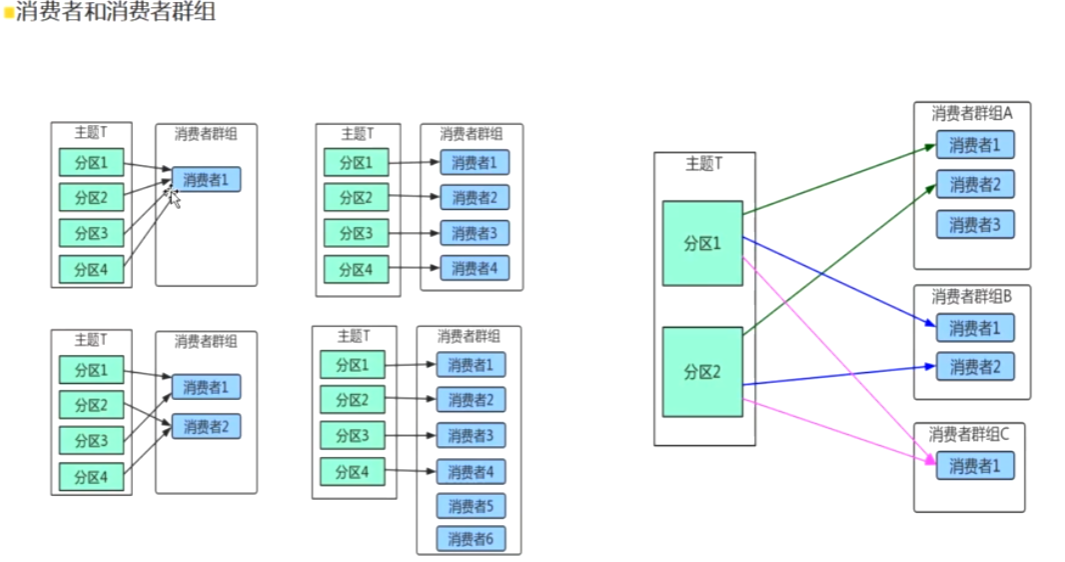 消费者和消费者群组
主题T
分区1
分区2
分区3
分区4
消费者群组
消费者1
主题T
分区1
分区2
分区3
分区4
消费者群组
消费者1
消费者2
消费者3
消费者4
主题T
分区1
分区2
分区3
分区4
消费者群组
消费者1
消费者2
主题T
分区1
分区2
分区3
分区4
消费者群组
消费者1
消费者2
消费者3
消费者4
消费者5
消费者6
主题T
分区1
分区2
消费者群组A
消费者1
消费者2
消费者3
消费者群组B
消费者1
消费者2
消费者群组C
消费者1